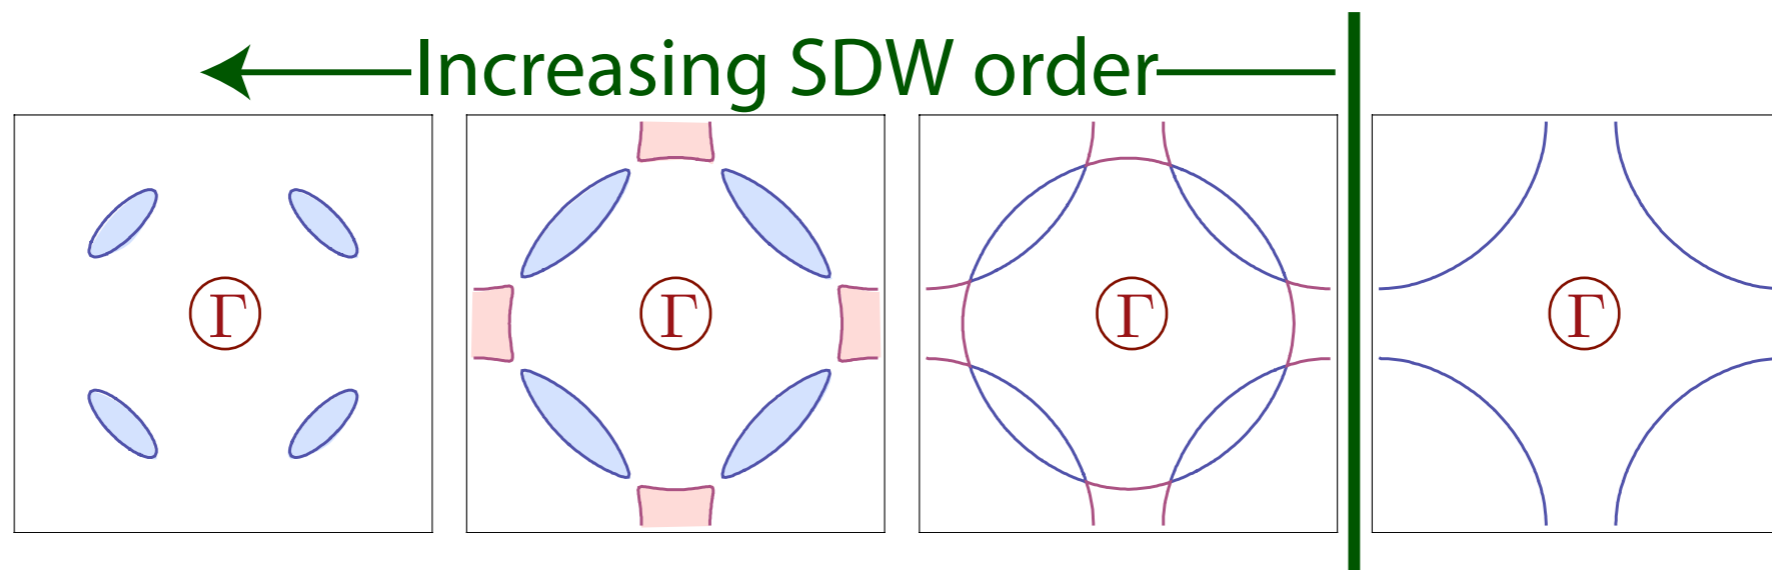 Increasing SDW order
Γ Γ Γ Γ